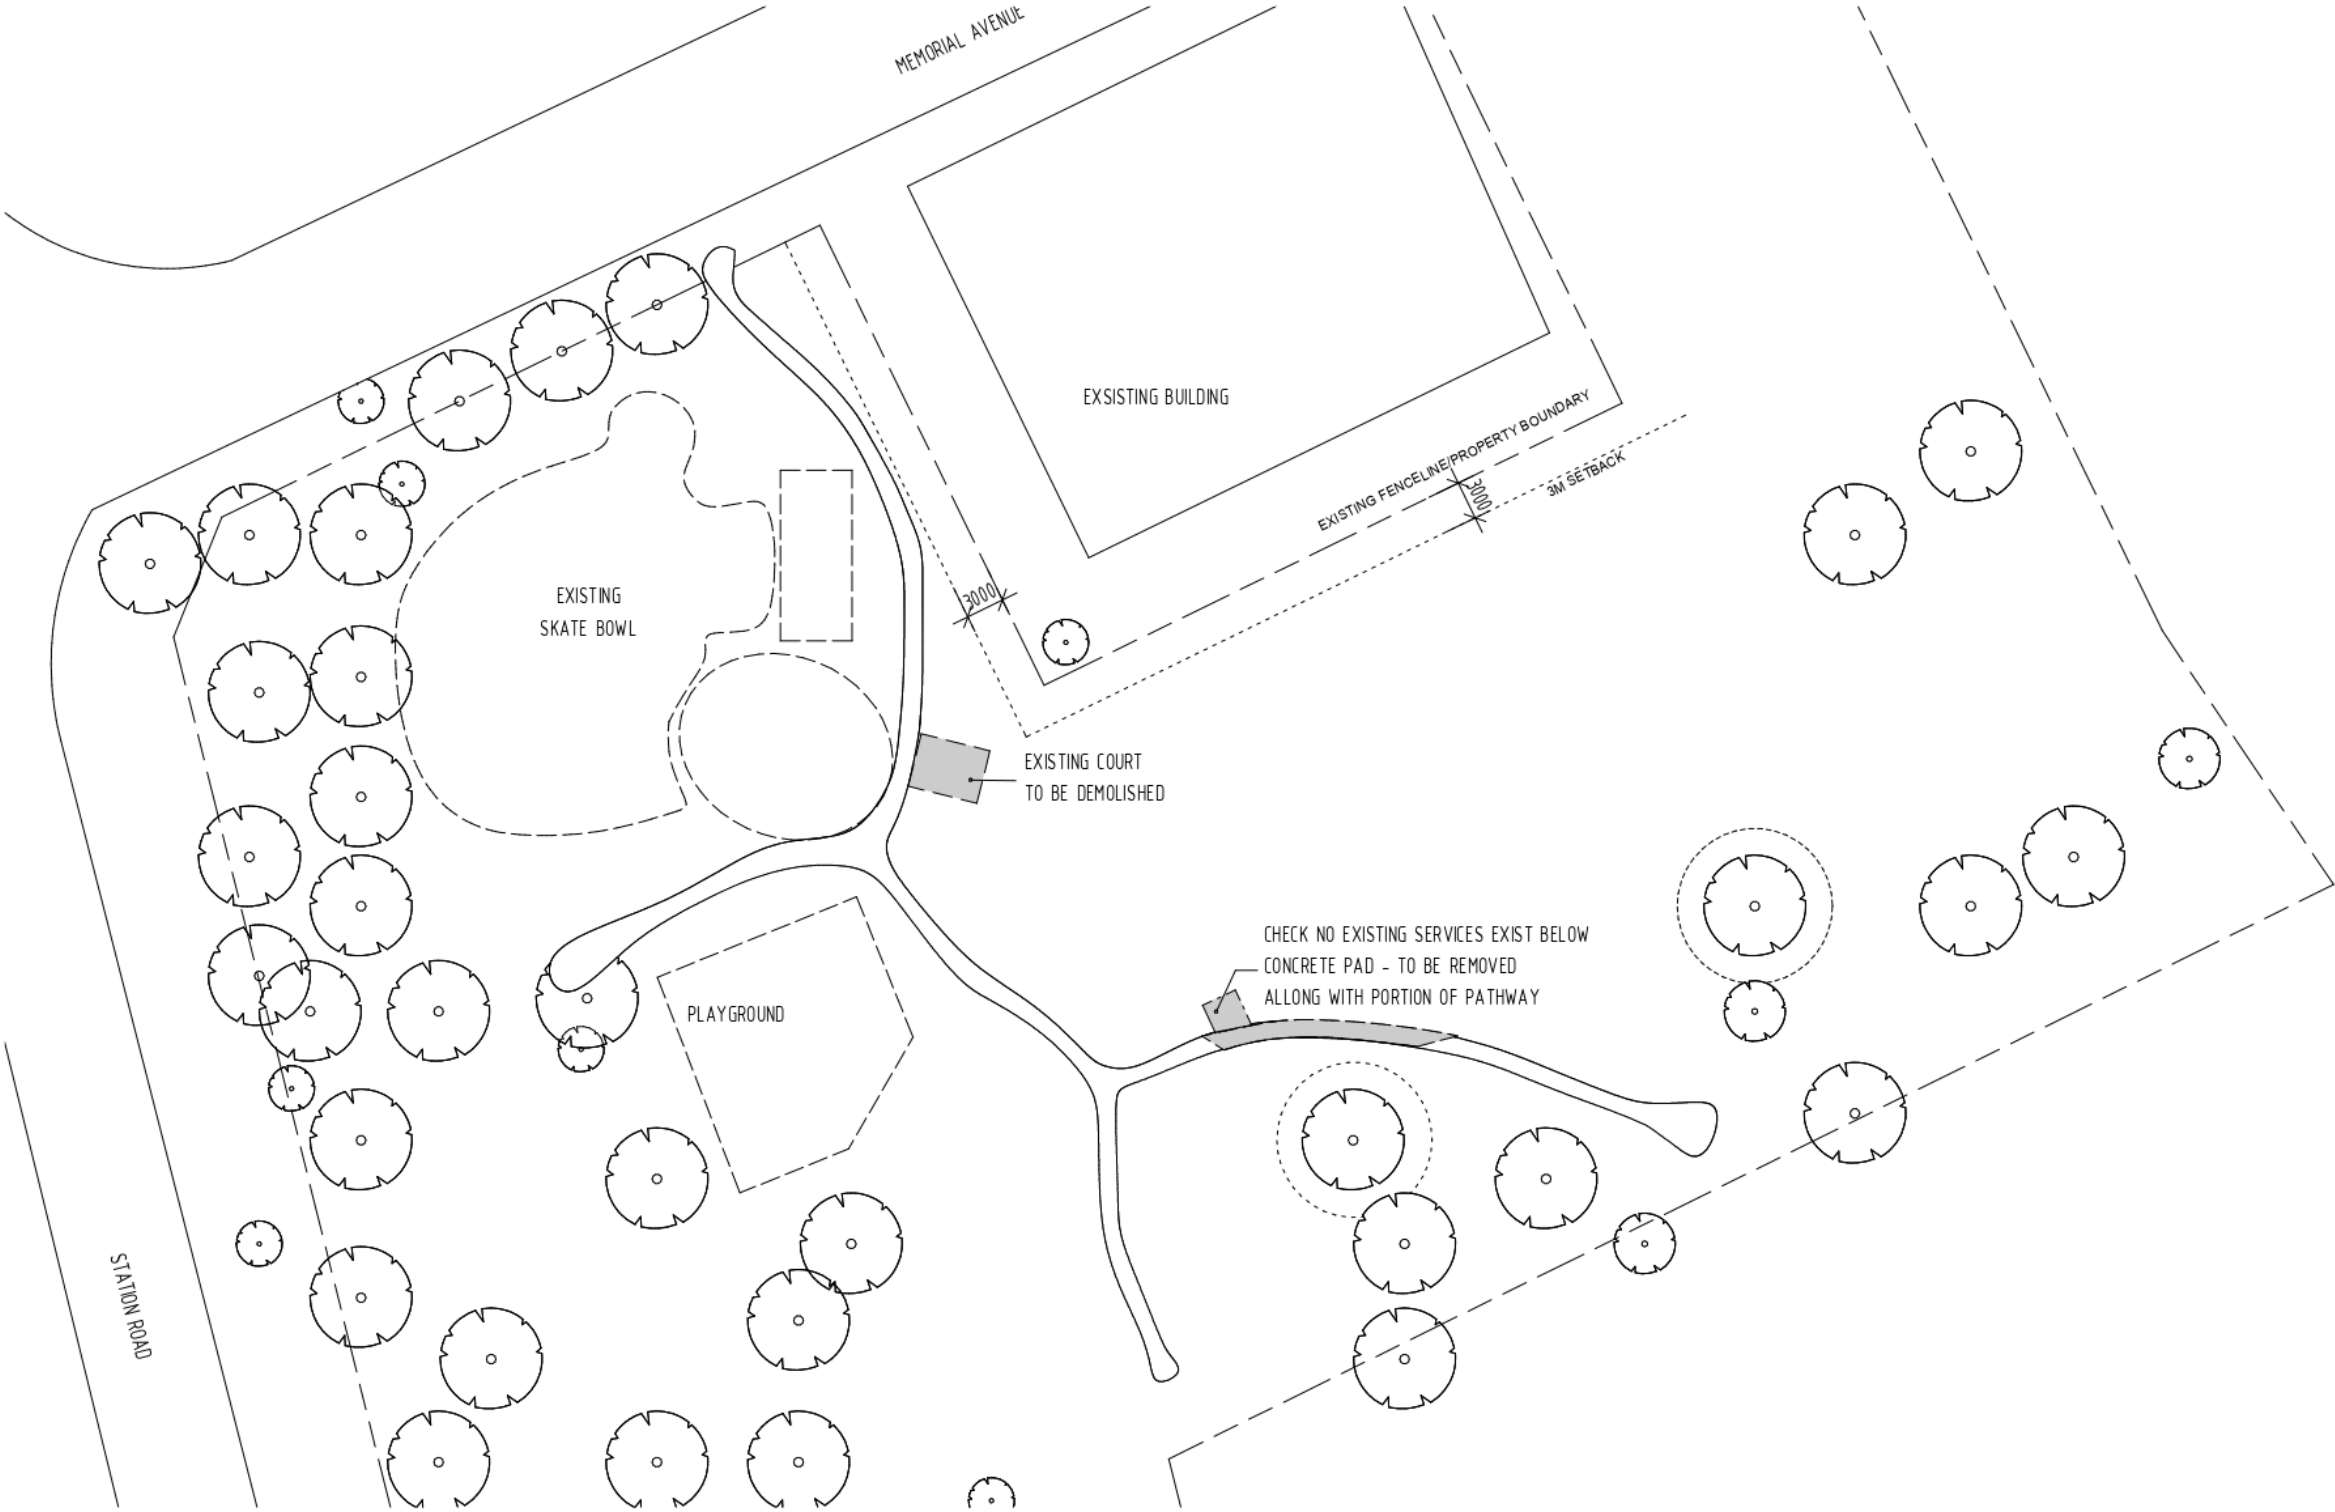 MEMORIAL AVENUE
EXSISTING BUILDING
EXISTING FENCELINE/PROPERTY BOUNDARY
3000
3M SETBACK
EXISTING
SKATE BOWL
3000
EXISTING COURT
TO BE DEMOLISHED
CHECK NO EXISTING SERVICES EXIST BELOW
CONCRETE PAD - TO BE REMOVED
ALLONG WITH PORTION OF PATHWAY
PLAYGROUND
STATION ROAD